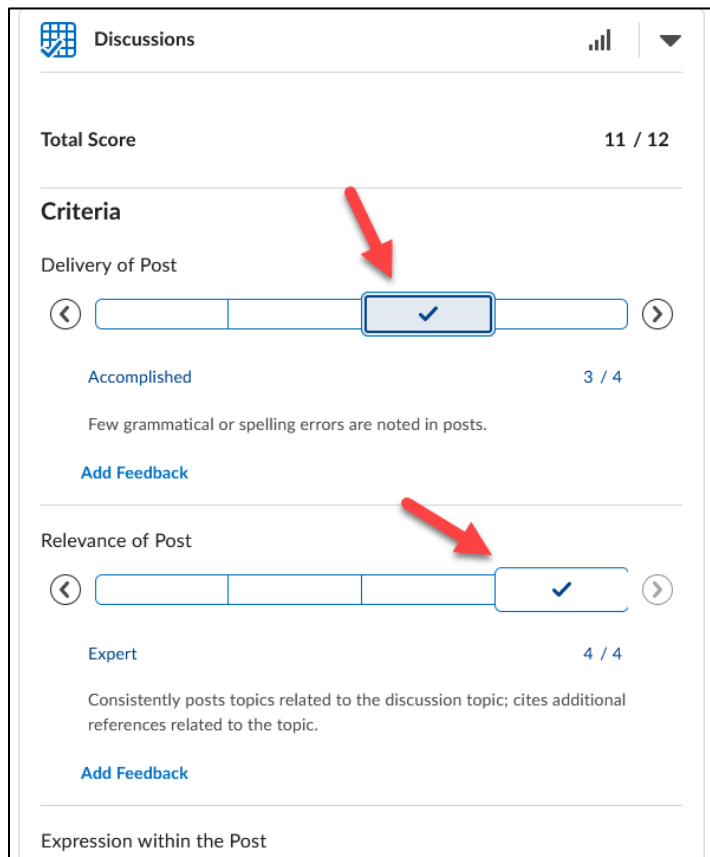 Discussions
Total Score 11 / 12
Criteria
Delivery of Post
Accomplished 3 / 4
Few grammatical or spelling errors are noted in posts.
Add Feedback
Relevance of Post
Expert 4 / 4
Consistently posts topics related to the discussion topic; cites additional
references related to the topic.
Add Feedback
Expression within the Post